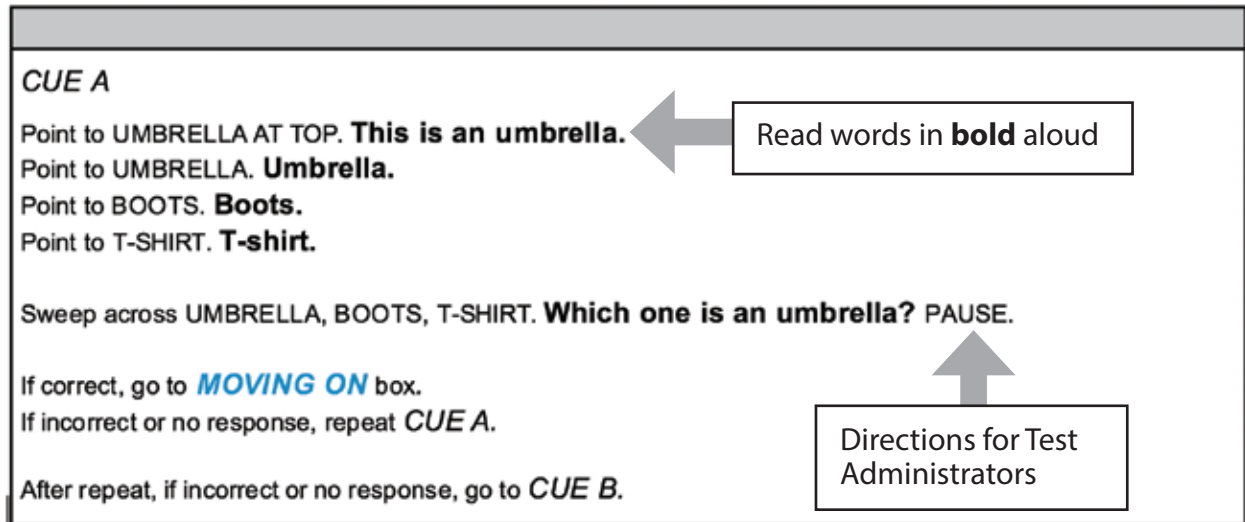 CUE A
Point to UMBRELLA AT TOP. This is an umbrella.
Read words in bold aloud
Point to UMBRELLA. Umbrella.
Point to BOOTS. Boots.
Point to T-SHIRT. T-shirt.
Sweep across UMBRELLA, BOOTS, T-SHIRT. Which one is an umbrella? PAUSE.
If correct, go to MOVING ON box.
If incorrect or no response, repeat CUE A.
After repeat, if incorrect or no response, go to CUE B.
Directions for Test
Administrators